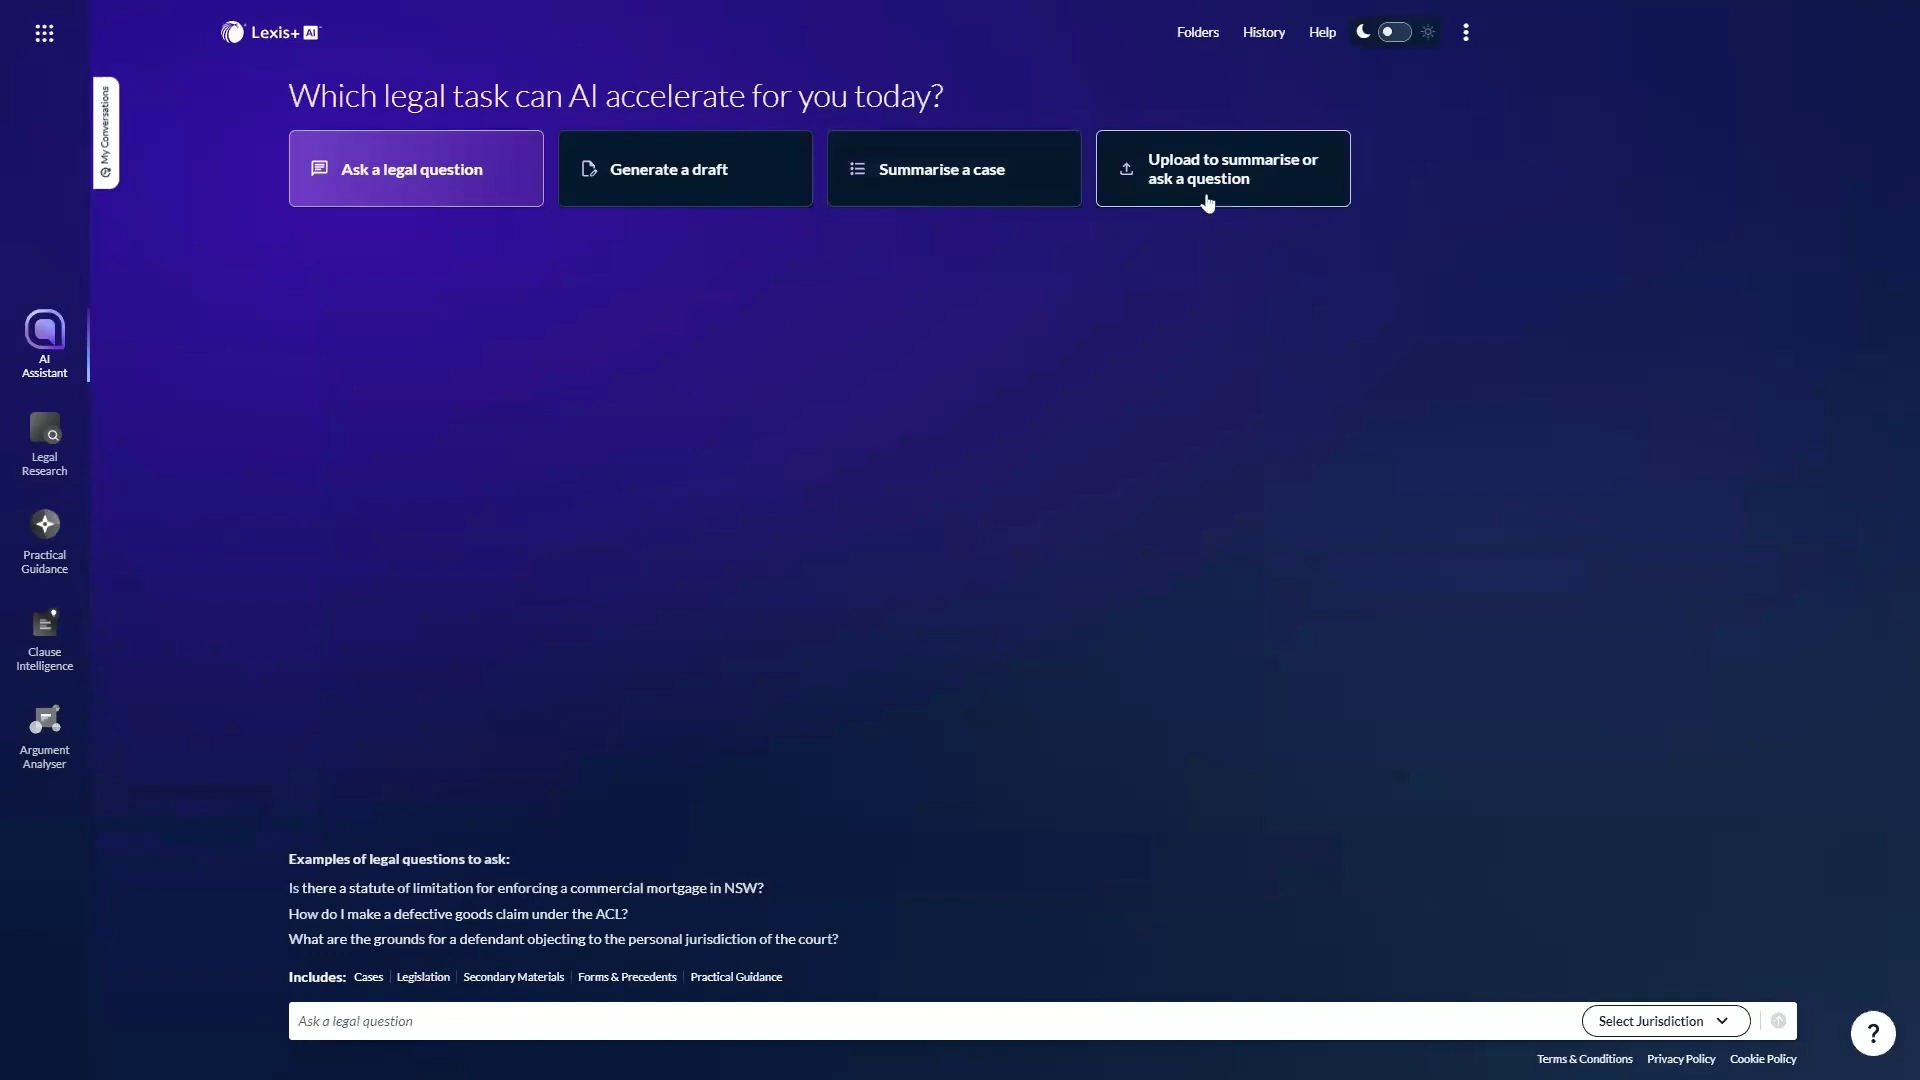 Lexis+ AI
Folders
History
Help
My Conversations
Which legal task can AI accelerate for you today?
Ask a legal question
Generate a draft
Summarise a case
Upload to summarise or
ask a question
AI
Assistant
Legal
Research
Practical
Guidance
Clause
Intelligence
Argument
Analyser
Examples of legal questions to ask:
Is there a statute of limitation for enforcing a commercial mortgage in NSW?
How do I make a defective goods claim under the ACL?
What are the grounds for a defendant objecting to the personal jurisdiction of the court?
Includes: Cases Legislation Secondary Materials Forms & Precedents Practical Guidance
Ask a legal question
Select Jurisdiction
?
Terms & Conditions Privacy Policy Cookie Policy